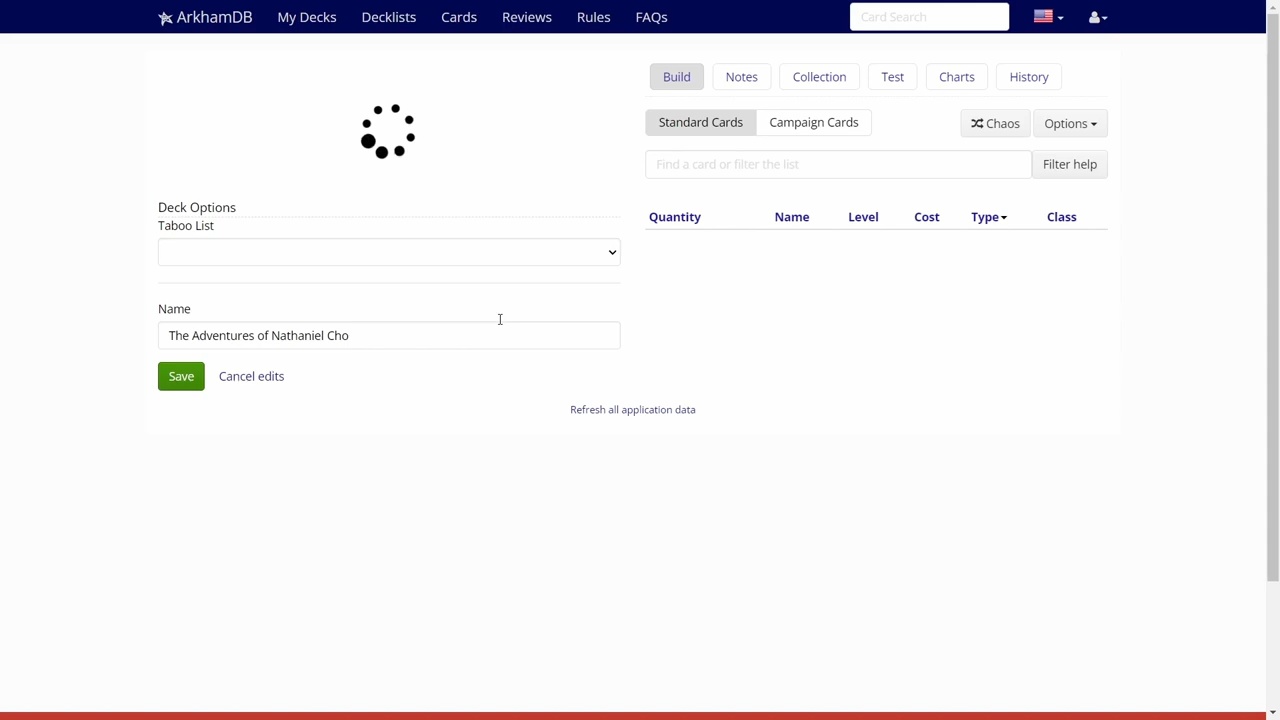 ArkhamDB My Decks Decklists Cards Reviews Rules FAQs Card Search
Build Notes Collection Test Charts History
Standard Cards Campaign Cards Chaos Options
Find a card or filter the list Filter help
Deck Options
Taboo List
Quantity Name Level Cost Type Class
Name
The Adventures of Nathaniel Cho
Save Cancel edits
Refresh all application data